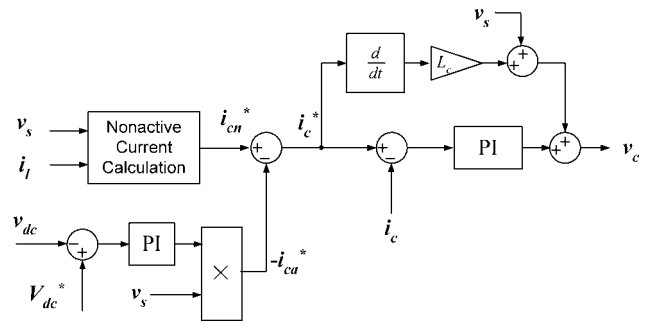 v_s
d/dt
L_c
i_cn*
i_c*
v_s
i_l
Nonactive
Current
Calculation
PI
v_c
i_c
v_dc
PI
V_dc*
v_s
×
-i_ca*